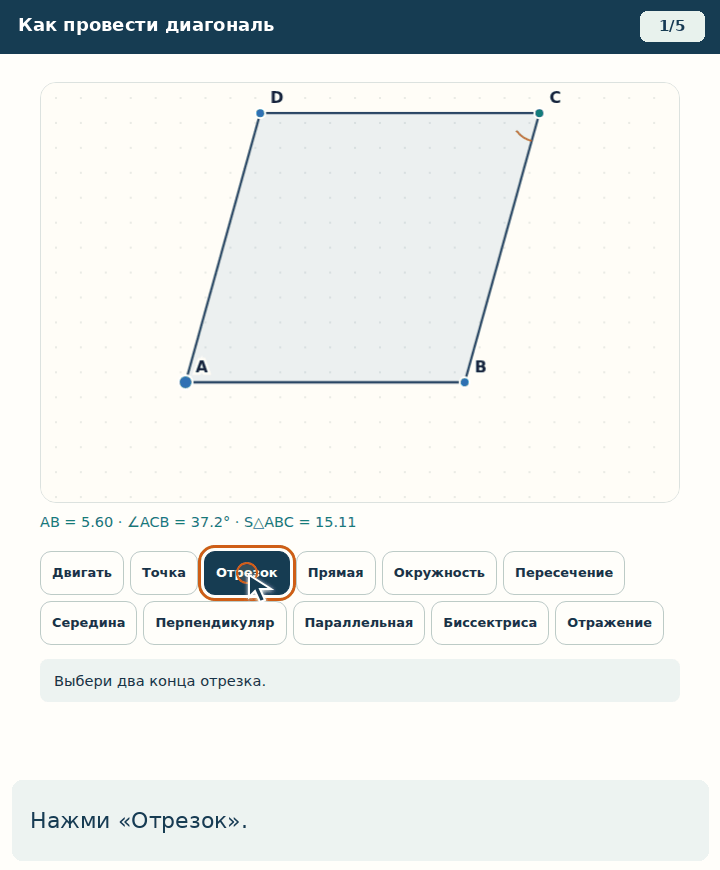 Как провести диагональ
1/5
D
C
A
B
AB = 5.60 · ∠ACB = 37.2° · S△ABC = 15.11
Двигать Точка Отрезок Прямая Окружность Пересечение
Середина Перпендикуляр Параллельная Биссектриса Отражение
Выбери два конца отрезка.
Нажми «Отрезок».